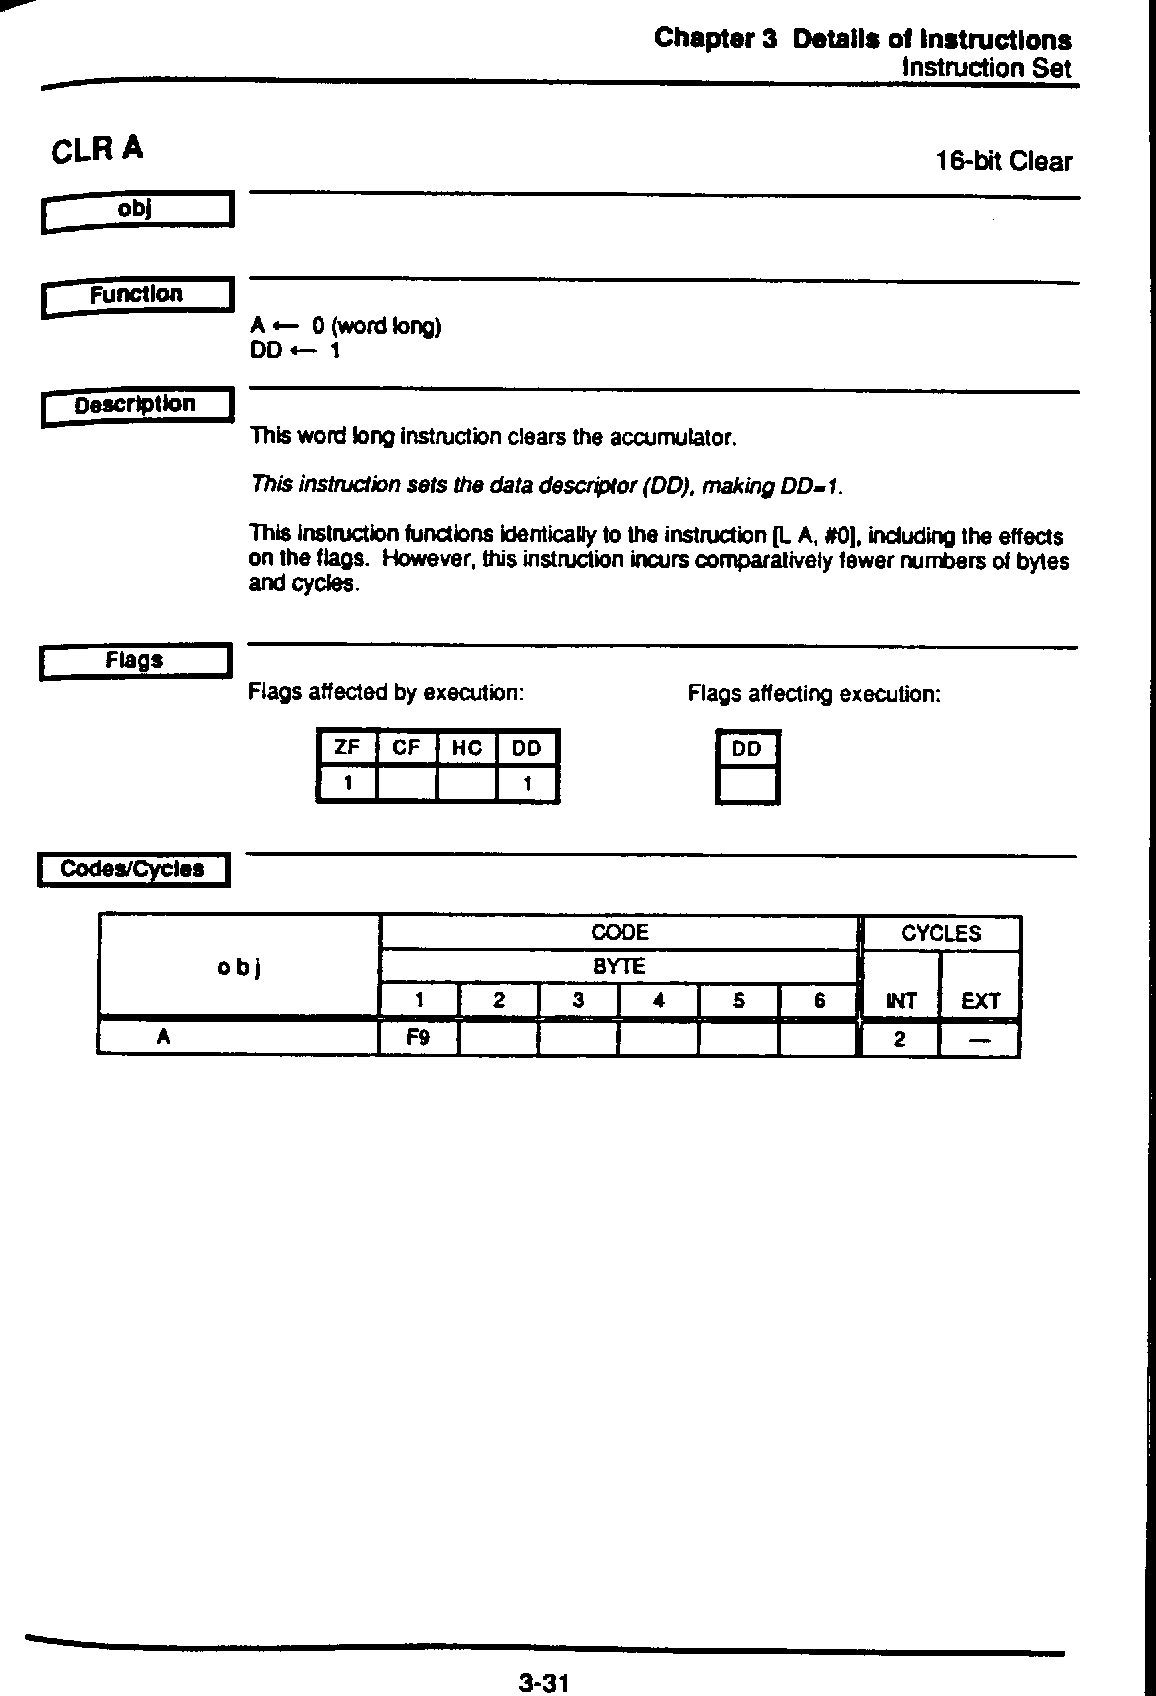 Chapter 3 Details of Instructions
Instruction Set
CLR A
16-bit Clear
obj
Function
A ← 0 (word long)
DD ← 1
Description
This word long instruction clears the accumulator.
This instruction sets the data descriptor (DD), making DD=1.
This instruction functions identically to the instruction [L A, #0], including the effects
on the flags. However, this instruction incurs comparatively fewer numbers of bytes
and cycles.
Flags
Flags affected by execution:
Flags affecting execution:
ZF CF HC DD
1 1
DD
Codes/Cycles
obj
CODE
CYCLES
BYTE
1 2 3 4 5 6 INT EXT
A F9 2 —
3-31